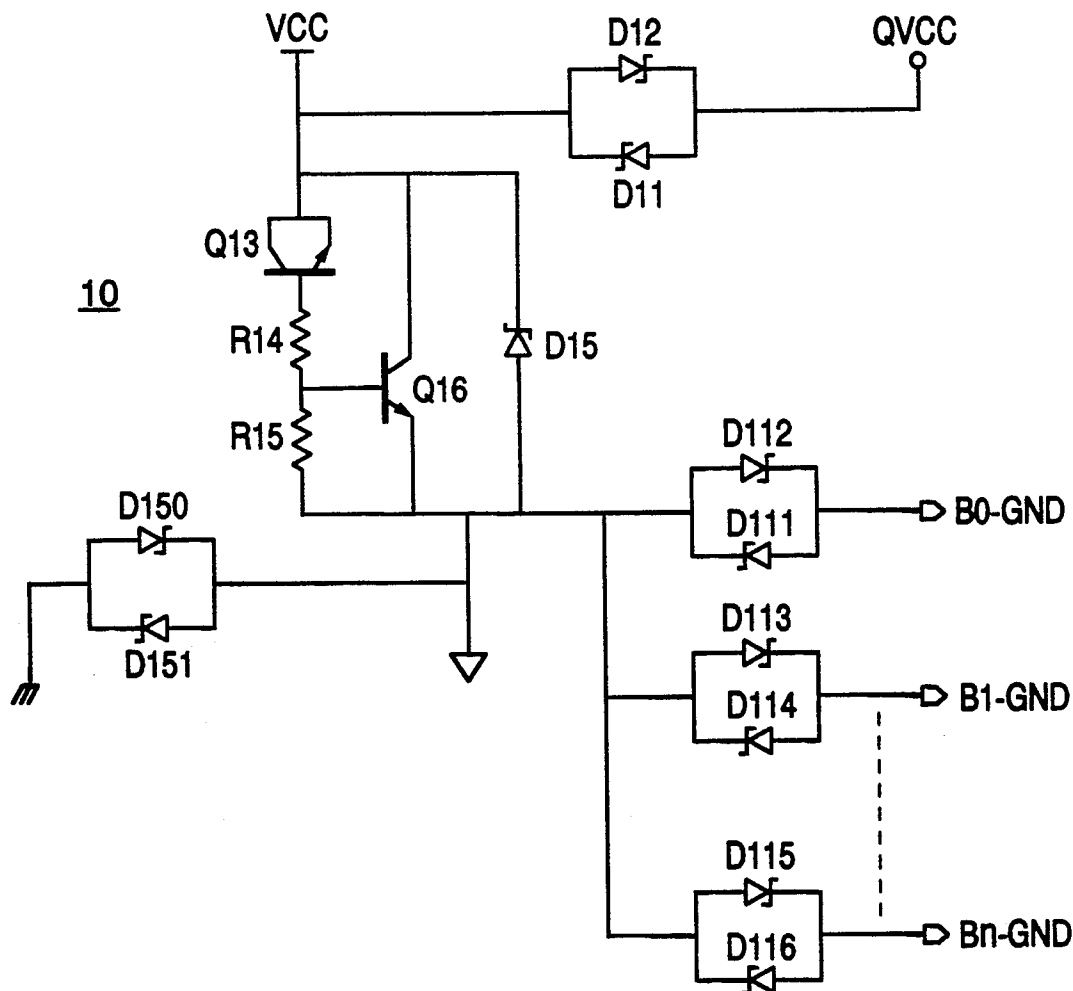 VCC
D12
QVCC
D11
Q13
10
R14
D15
Q16
R15
D112
D150
B0-GND
D111
D113
D151
D114
B1-GND
D115
D116
Bn-GND